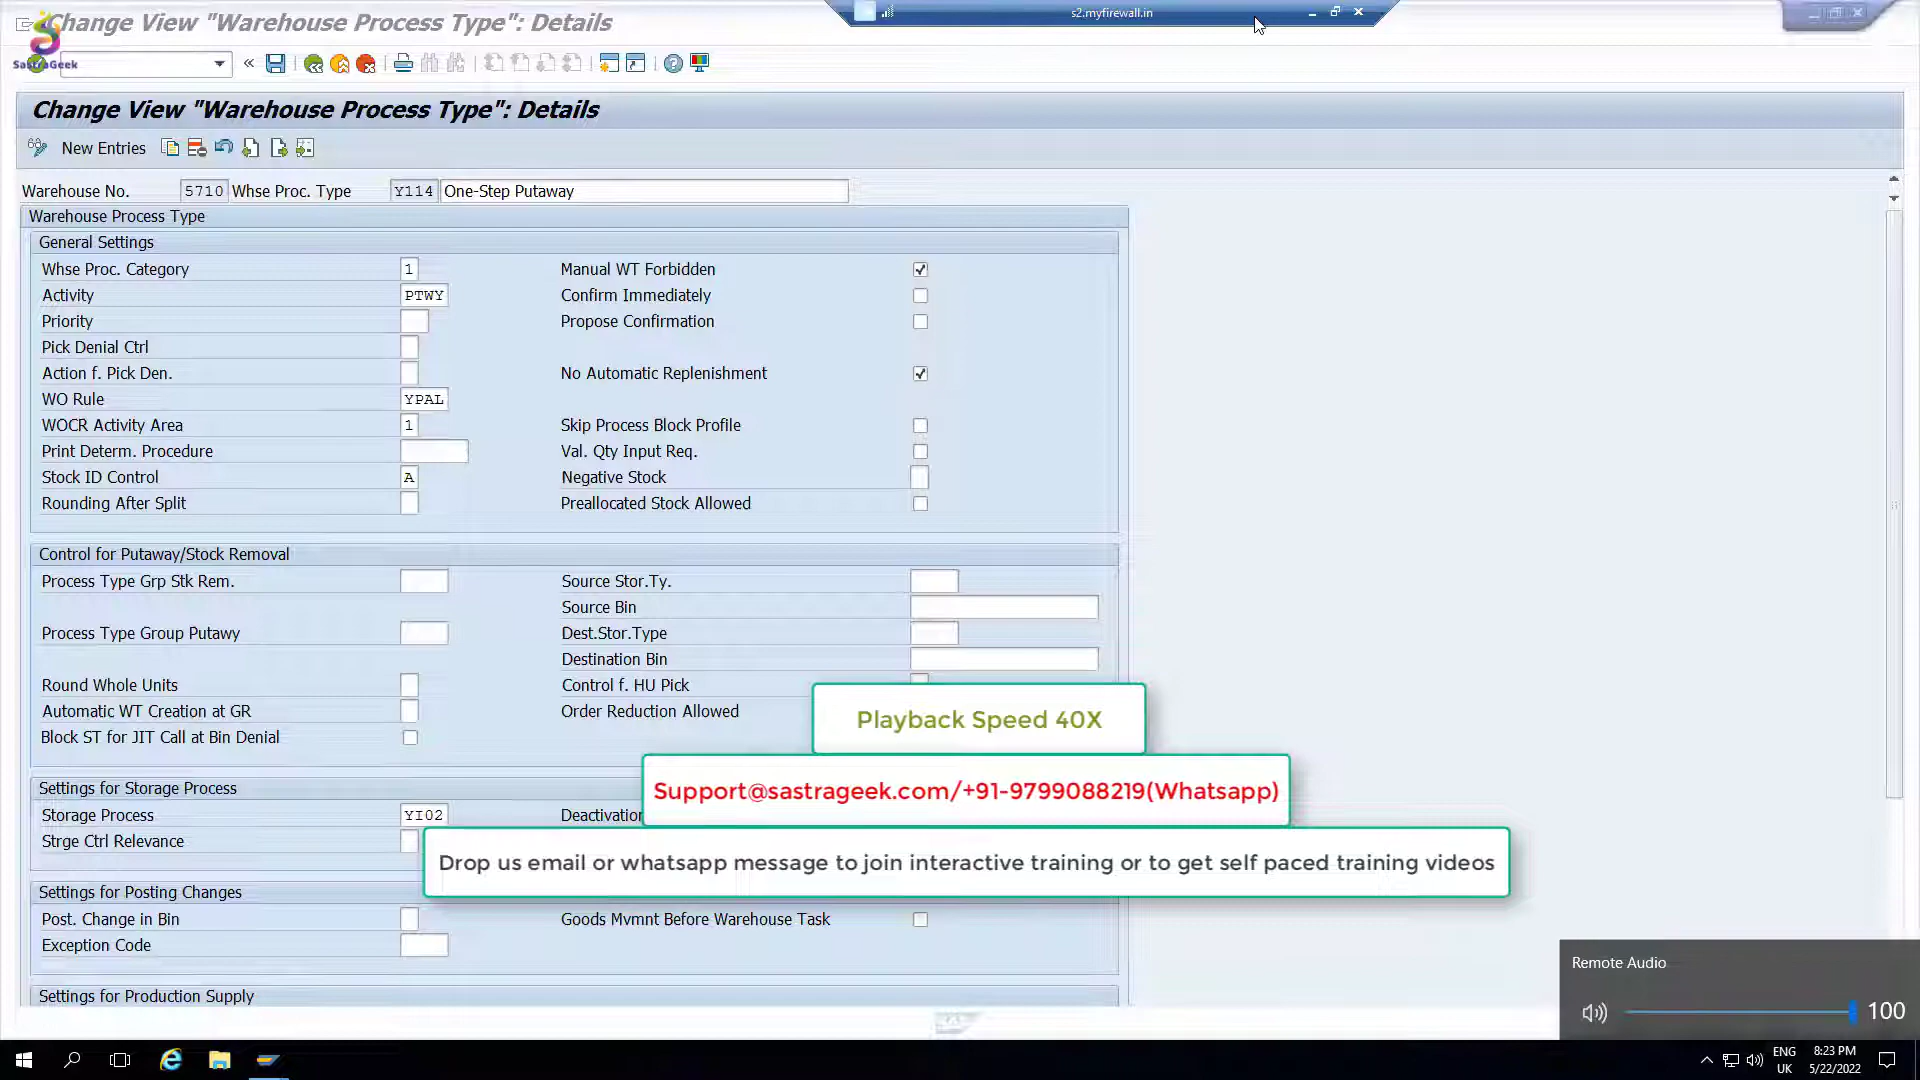 Change View "Warehouse Process Type": Details
s2.myfirewall.in
SastraGeek
Change View "Warehouse Process Type": Details
New Entries
Warehouse No. 5710 Whse Proc. Type Y114 One-Step Putaway
Warehouse Process Type
General Settings
Whse Proc. Category 1 Manual WT Forbidden
Activity PTWY Confirm Immediately
Priority Propose Confirmation
Pick Denial Ctrl
Action f. Pick Den. No Automatic Replenishment
WO Rule YPAL
WOCR Activity Area 1 Skip Process Block Profile
Print Determ. Procedure Val. Qty Input Req.
Stock ID Control A Negative Stock
Rounding After Split Preallocated Stock Allowed
Control for Putaway/Stock Removal
Process Type Grp Stk Rem. Source Stor.Ty.
Source Bin
Process Type Group Putawy Dest.Stor.Type
Destination Bin
Round Whole Units Control f. HU Pick
Automatic WT Creation at GR Order Reduction Allowed
Block ST for JIT Call at Bin Denial
Playback Speed 40X
Settings for Storage Process
Support@sastrageek.com/+91-9799088219(Whatsapp)
Storage Process YI02 Deactivation
Strge Ctrl Relevance
Drop us email or whatsapp message to join interactive training or to get self paced training videos
Settings for Posting Changes
Post. Change in Bin Goods Mvmnt Before Warehouse Task
Exception Code
Settings for Production Supply
Remote Audio
100
ENG
UK
8:23 PM
5/22/2022